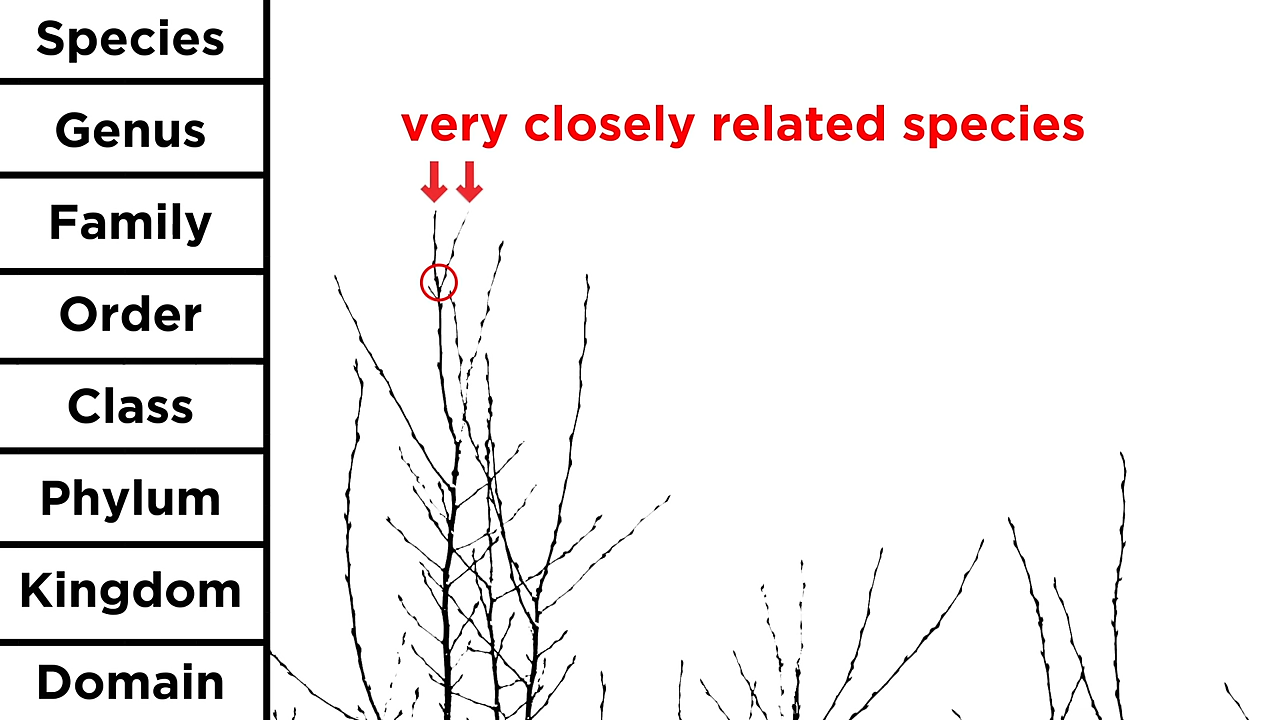 Species
Genus
Family
Order
Class
Phylum
Kingdom
Domain
very closely related species